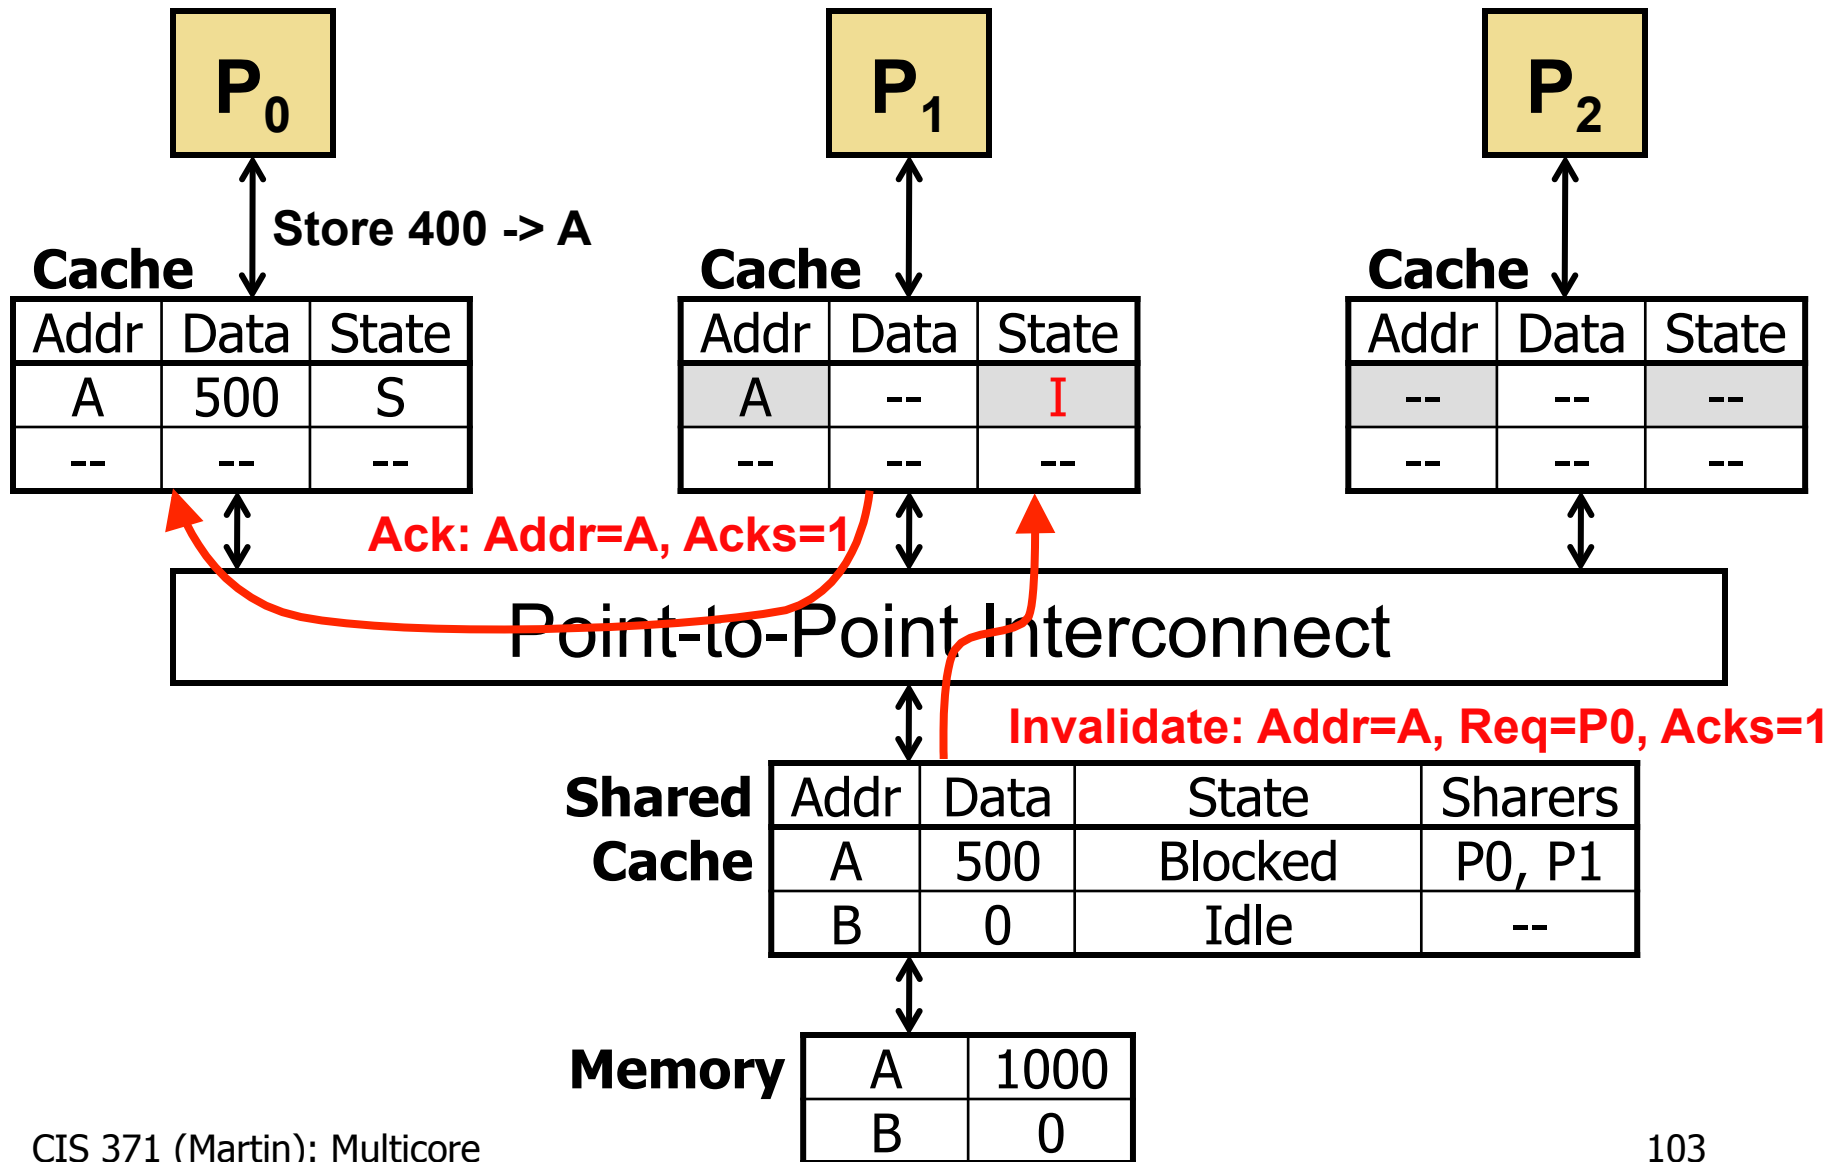 P0 P1 P2
Store 400 -> A
Cache Cache Cache
Addr Data State Addr Data State Addr Data State
A 500 S A -- I -- -- --
-- -- -- -- -- -- -- -- --
Ack: Addr=A, Acks=1
Point-to-Point Interconnect
Invalidate: Addr=A, Req=P0, Acks=1
Shared Addr Data State Sharers
Cache A 500 Blocked P0, P1
B 0 Idle --
Memory A 1000
B 0
CIS 371 (Martin): Multicore 103